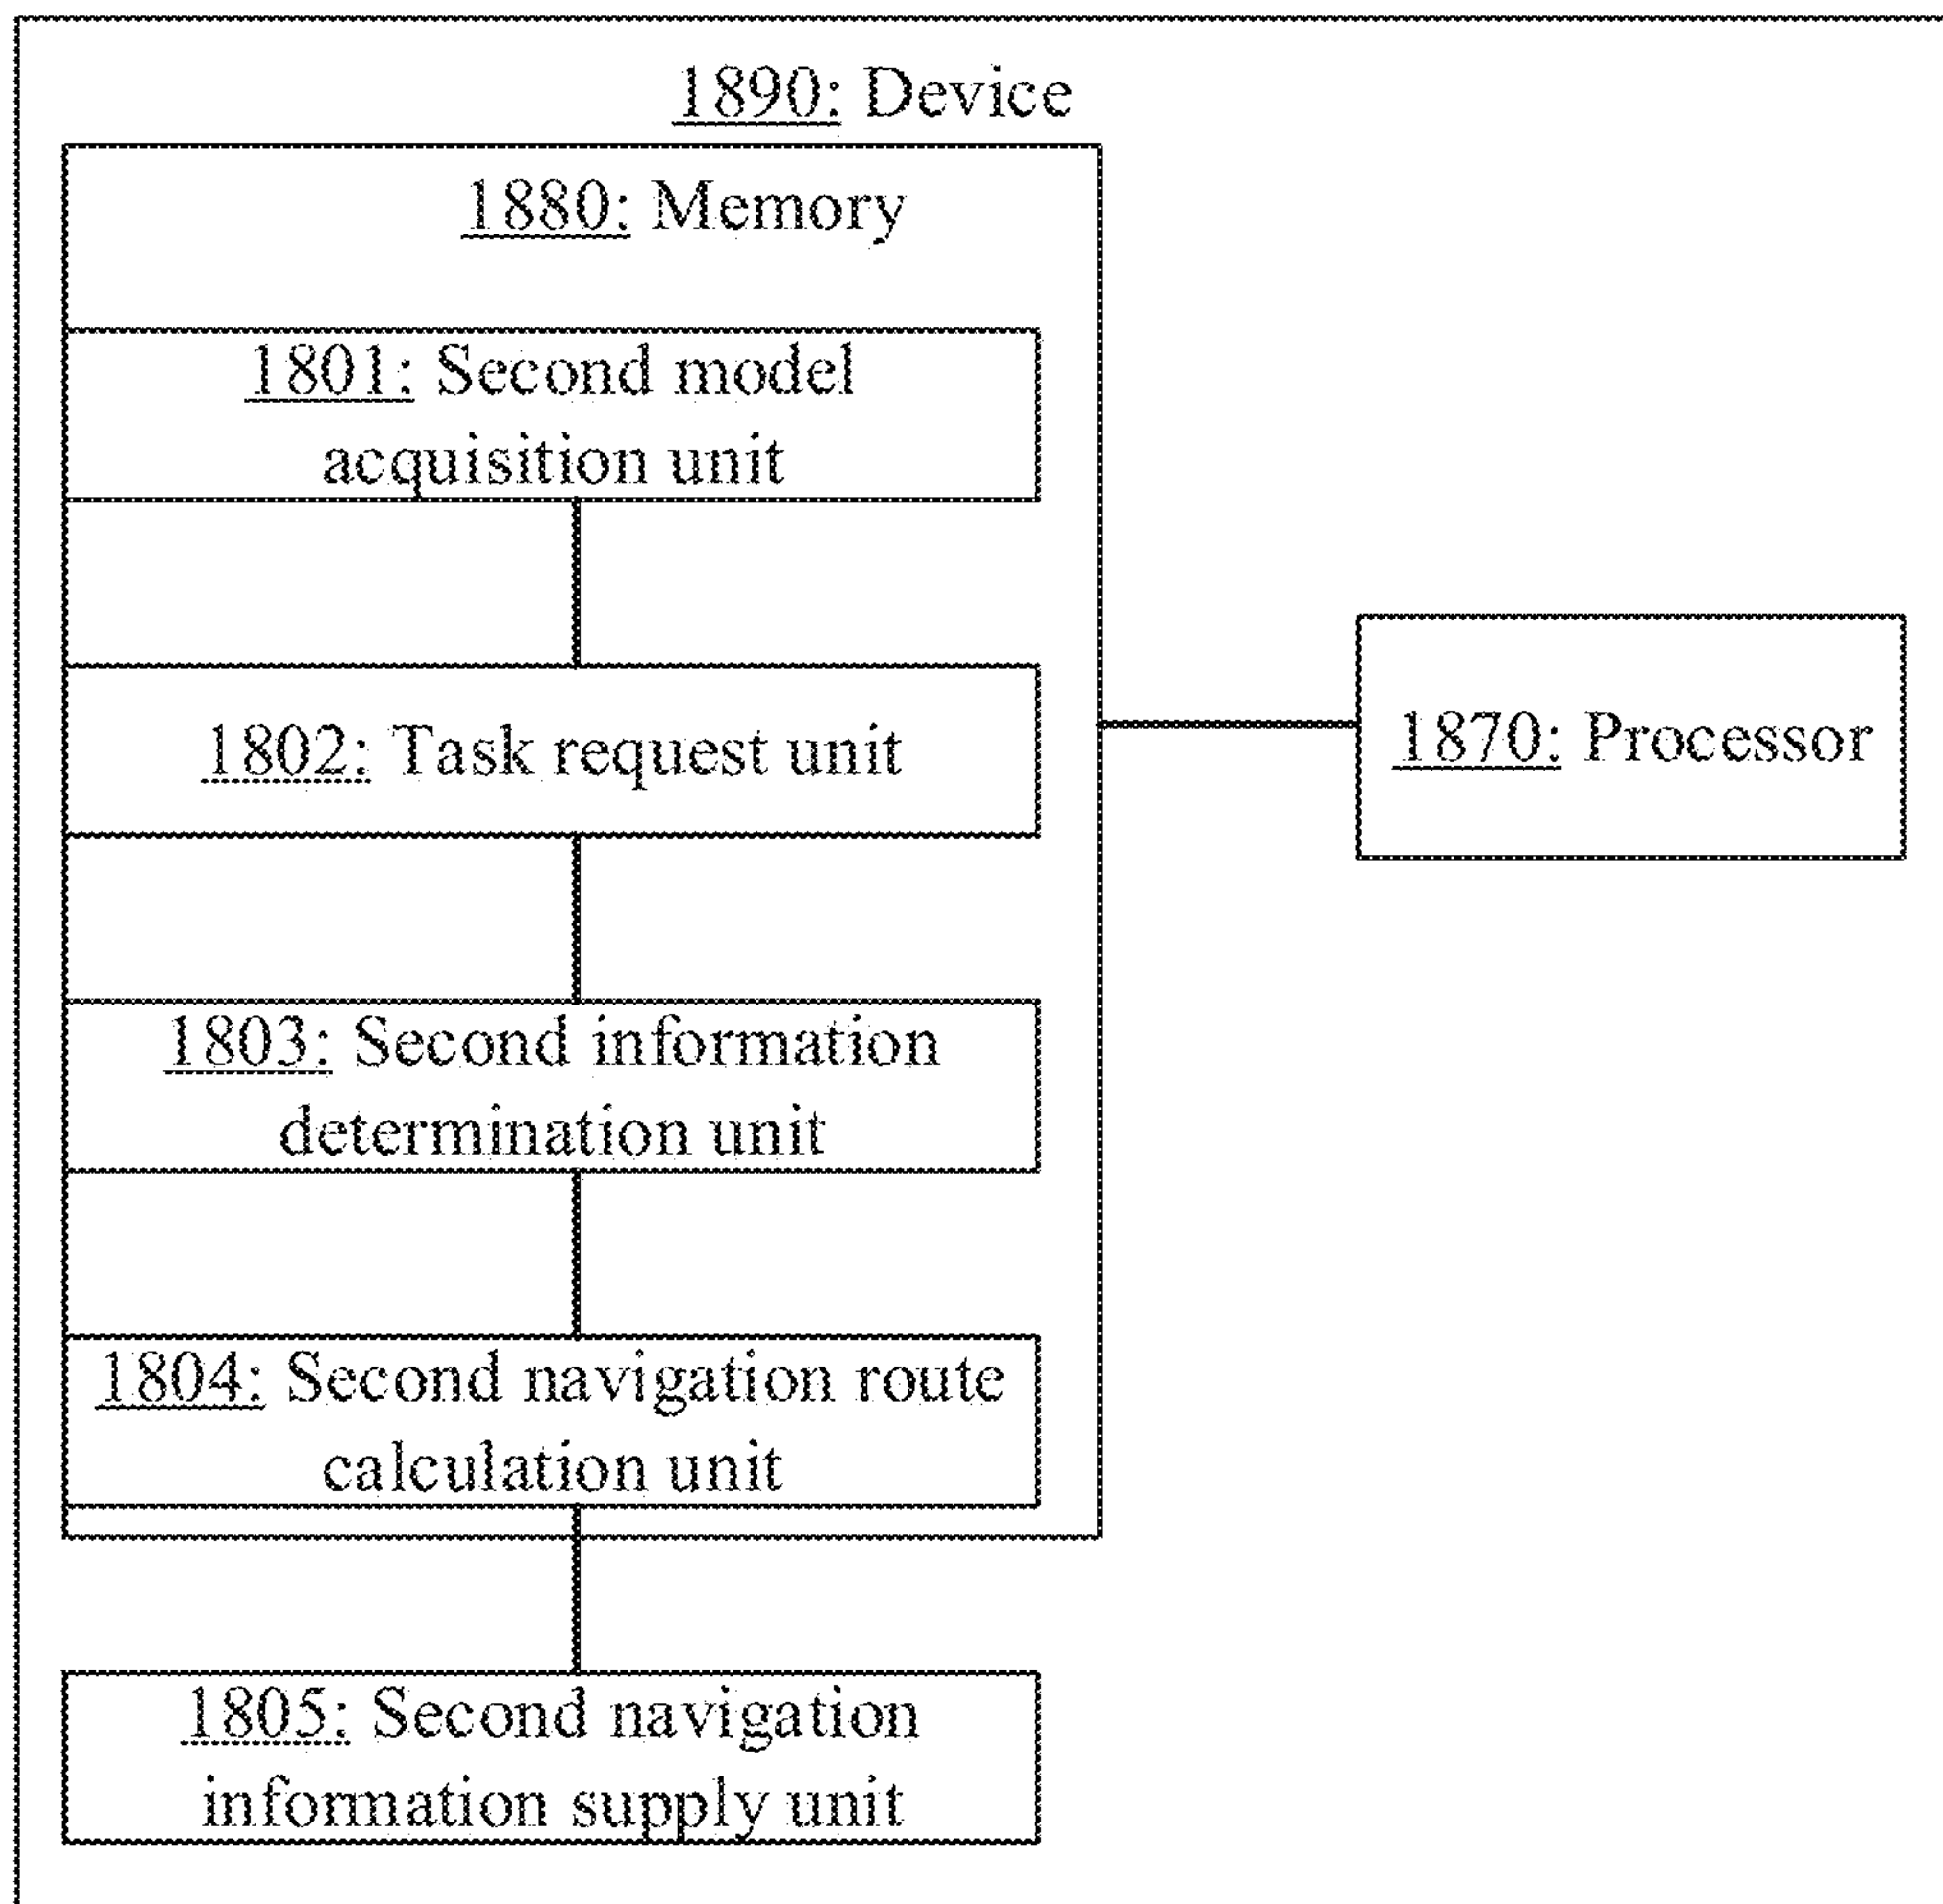 1890: Device
1880: Memory
1801: Second model
acquisition unit
1802: Task request unit
1870: Processor
1803: Second information
determination unit
1804: Second navigation route
calculation unit
1805: Second navigation
information supply unit